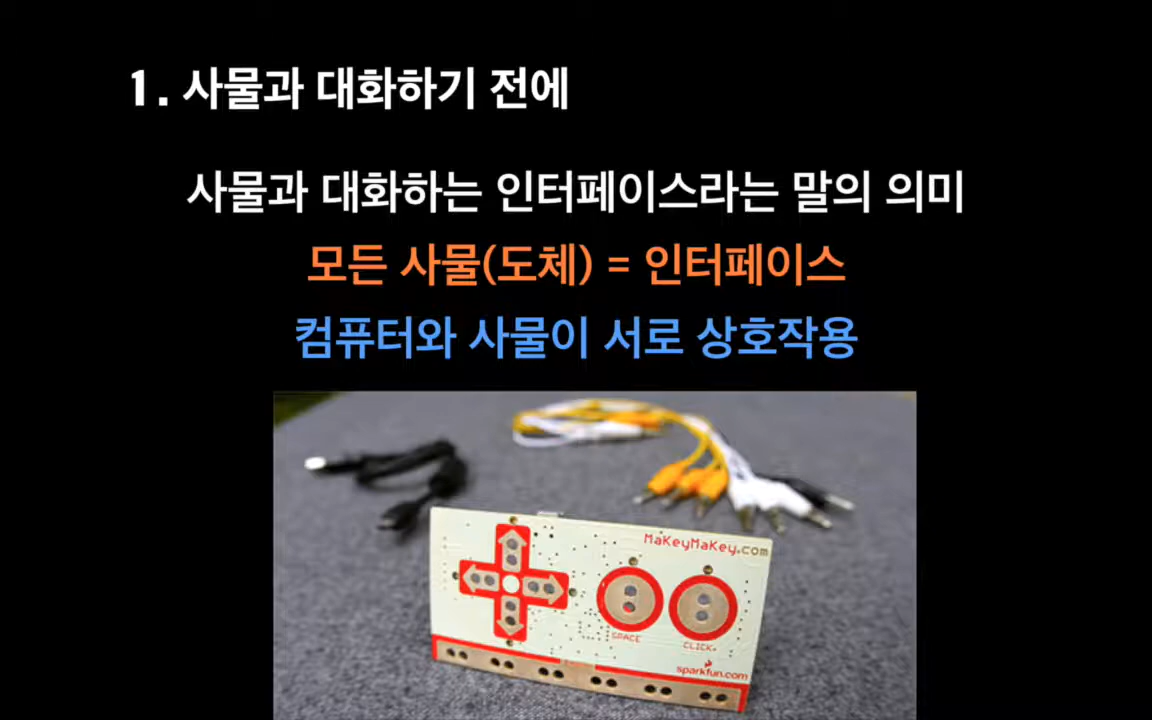 1. 사물과 대화하기 전에
사물과 대화하는 인터페이스라는 말의 의미
모든 사물(도체) = 인터페이스
컴퓨터와 사물이 서로 상호작용
MaKeyMaKey.com
SPACE
CLICK
sparkfun.com